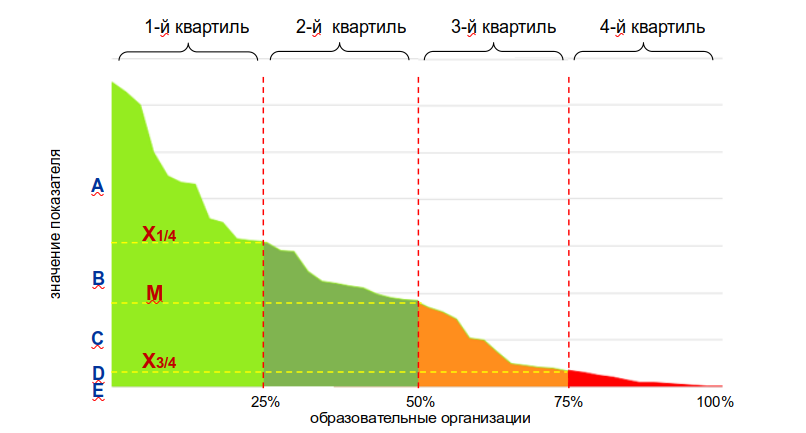 1-й квартиль 2-й квартиль 3-й квартиль 4-й квартиль
значение показателя
A
X1/4
B
M
C
X3/4
D
E
25% 50% 75% 100%
образовательные организации